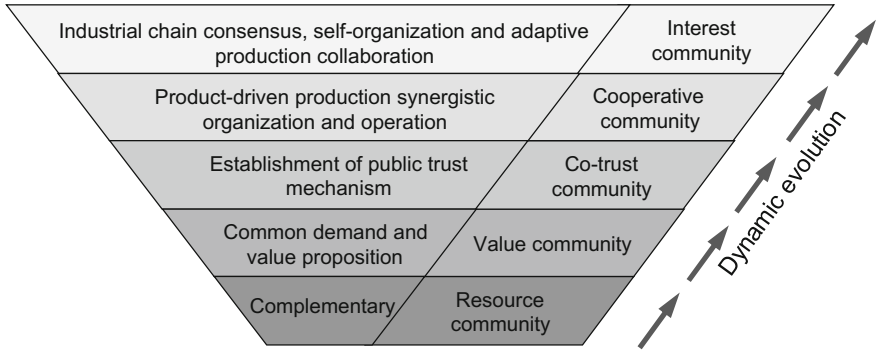 Industrial chain consensus, self-organization and adaptive
production collaboration
Interest
community
Product-driven production synergistic
organization and operation
Cooperative
community
Establishment of public trust
mechanism
Co-trust
community
Common demand and
value proposition
Value community
Complementary
Resource
community
Dynamic evolution